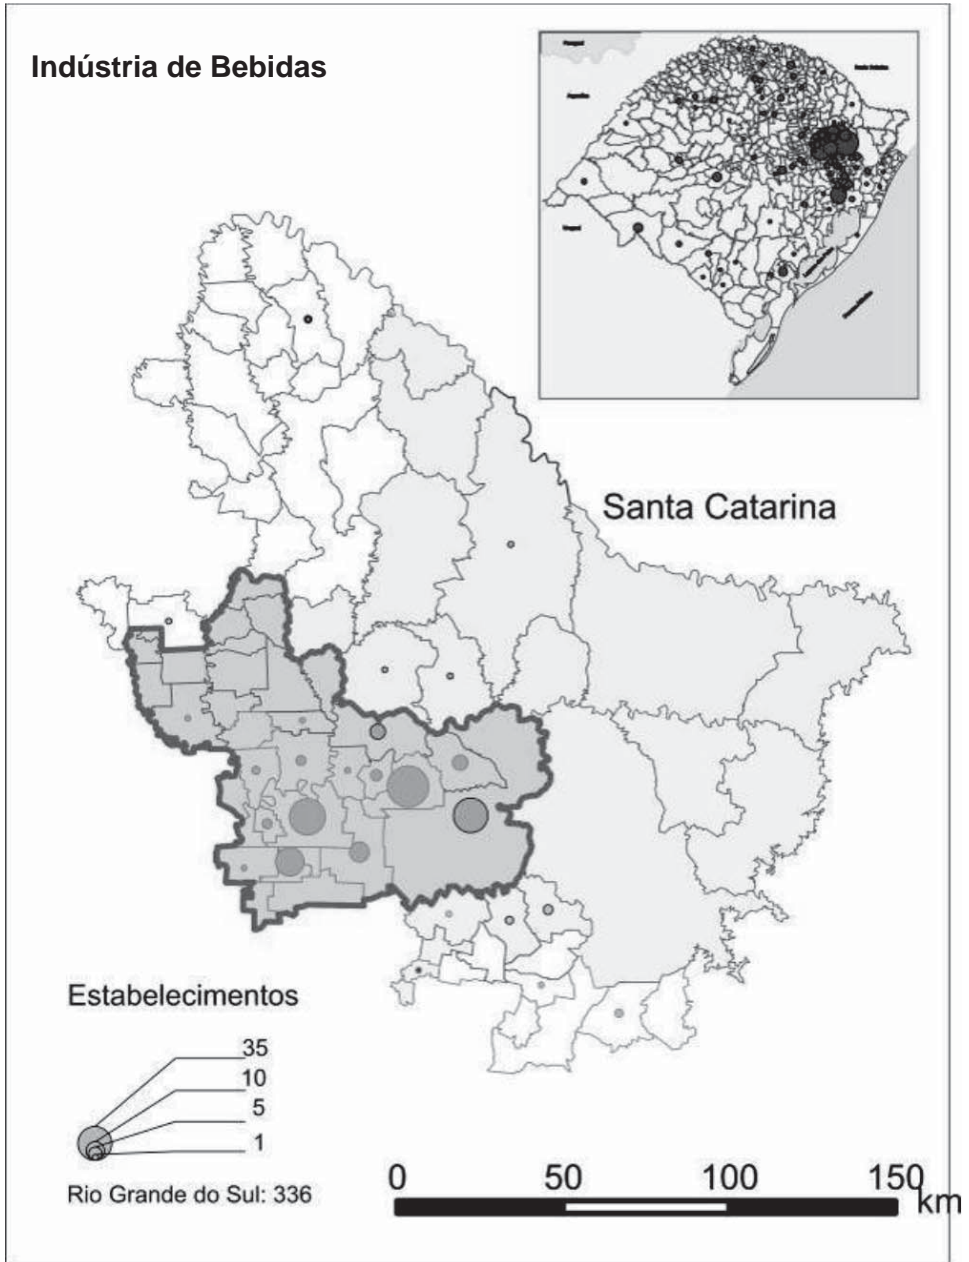 Indústria de Bebidas
Santa Catarina
Estabelecimentos
35
10
5
1
Rio Grande do Sul: 336
0 50 100 150
km